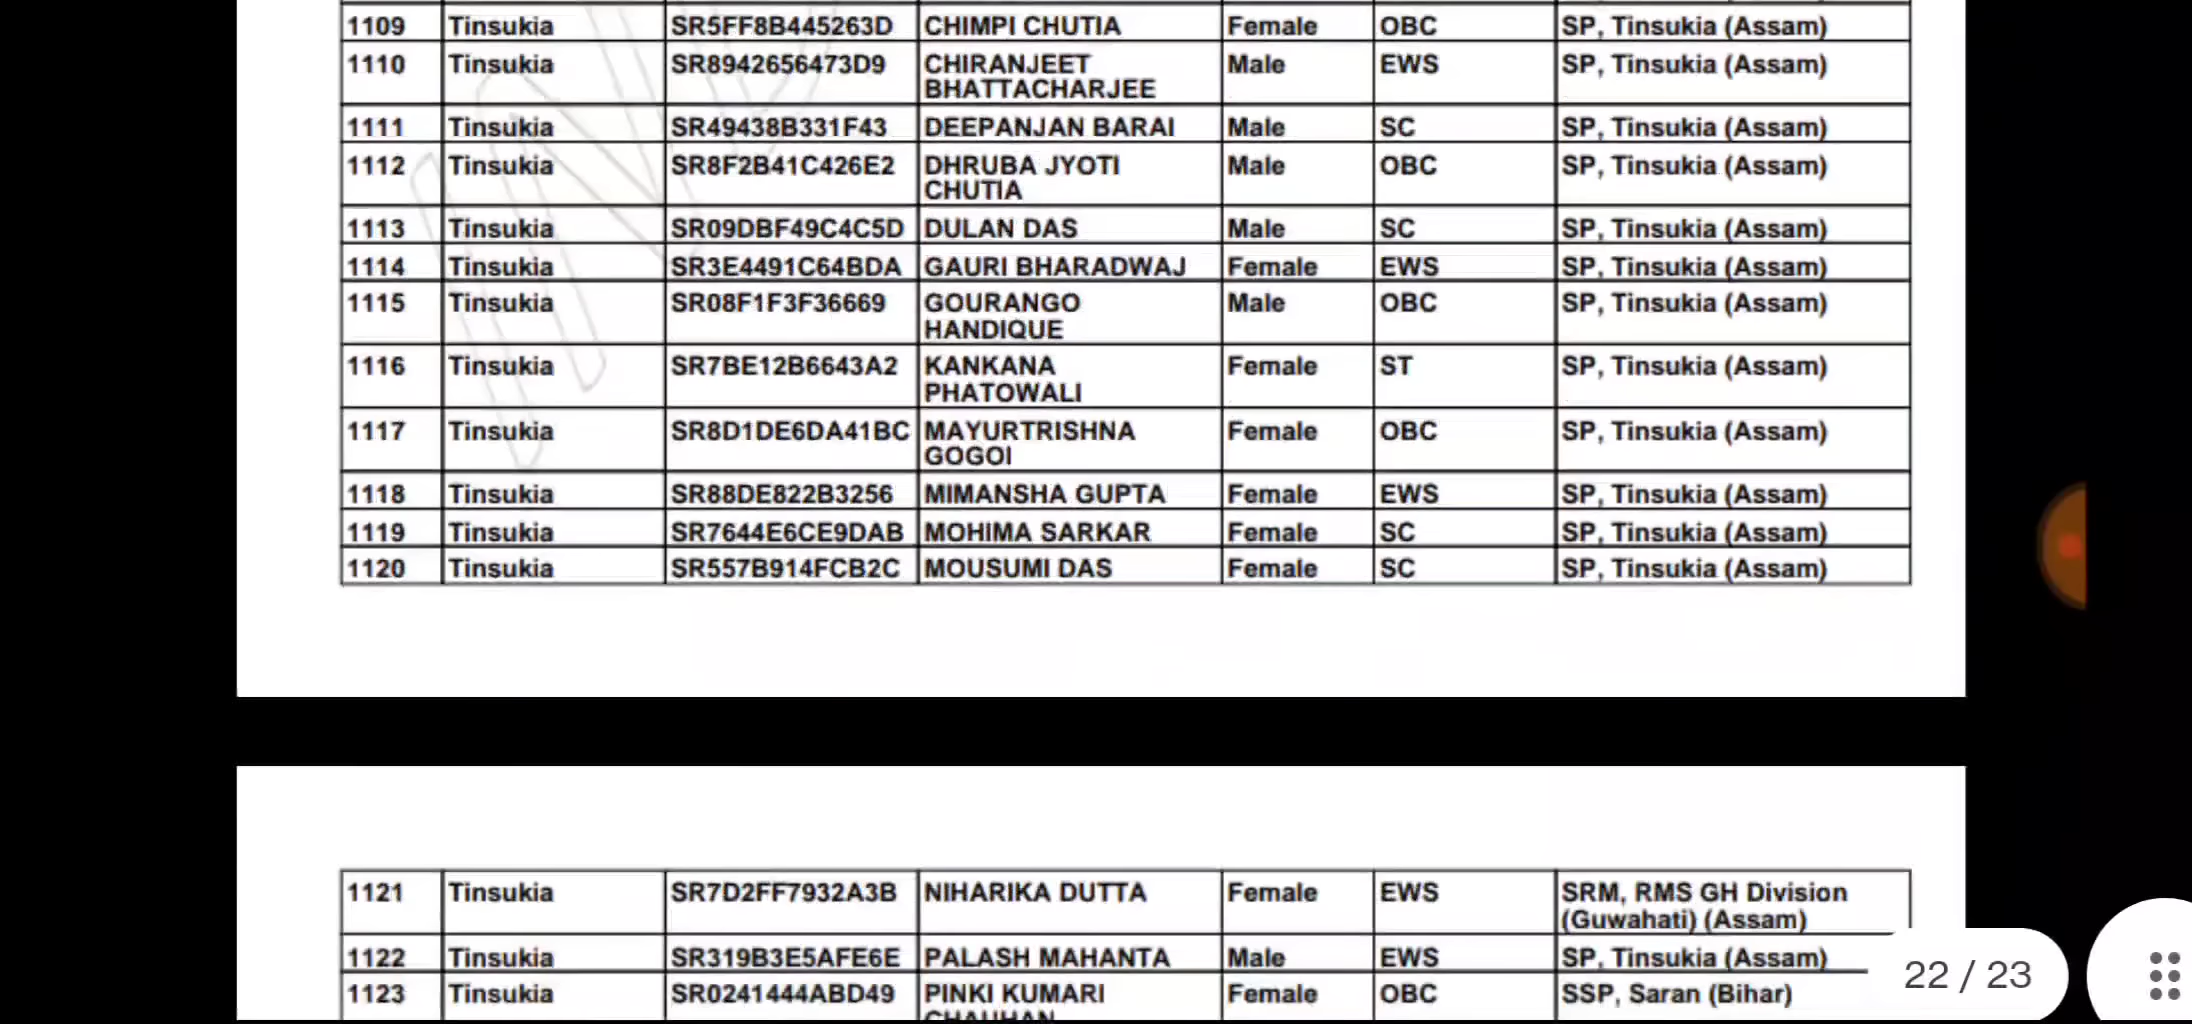 1109 Tinsukia SR5FF8B445263D CHIMPI CHUTIA Female OBC SP, Tinsukia (Assam)
1110 Tinsukia SR8942656473D9 CHIRANJEET Male EWS SP, Tinsukia (Assam)
BHATTACHARJEE
1111 Tinsukia SR49438B331F43 DEEPANJAN BARAI Male SC SP, Tinsukia (Assam)
1112 Tinsukia SR8F2B41C426E2 DHRUBA JYOTI Male OBC SP, Tinsukia (Assam)
CHUTIA
1113 Tinsukia SR09DBF49C4C5D DULAN DAS Male SC SP, Tinsukia (Assam)
1114 Tinsukia SR3E4491C64BDA GAURI BHARADWAJ Female EWS SP, Tinsukia (Assam)
1115 Tinsukia SR08F1F3F36669 GOURANGO Male OBC SP, Tinsukia (Assam)
HANDIQUE
1116 Tinsukia SR7BE12B6643A2 KANKANA Female ST SP, Tinsukia (Assam)
PHATOWALI
1117 Tinsukia SR8D1DE6DA41BC MAYURTRISHNA Female OBC SP, Tinsukia (Assam)
GOGOI
1118 Tinsukia SR88DE822B3256 MIMANSHA GUPTA Female EWS SP, Tinsukia (Assam)
1119 Tinsukia SR7644E6CE9DAB MOHIMA SARKAR Female SC SP, Tinsukia (Assam)
1120 Tinsukia SR557B914FCB2C MOUSUMI DAS Female SC SP, Tinsukia (Assam)
1121 Tinsukia SR7D2FF7932A3B NIHARIKA DUTTA Female EWS SRM, RMS GH Division
(Guwahati) (Assam)
1122 Tinsukia SR319B3E5AFE6E PALASH MAHANTA Male EWS SP, Tinsukia (Assam)
1123 Tinsukia SR0241444ABD49 PINKI KUMARI Female OBC SSP, Saran (Bihar)
CHAUHAN
22 / 23